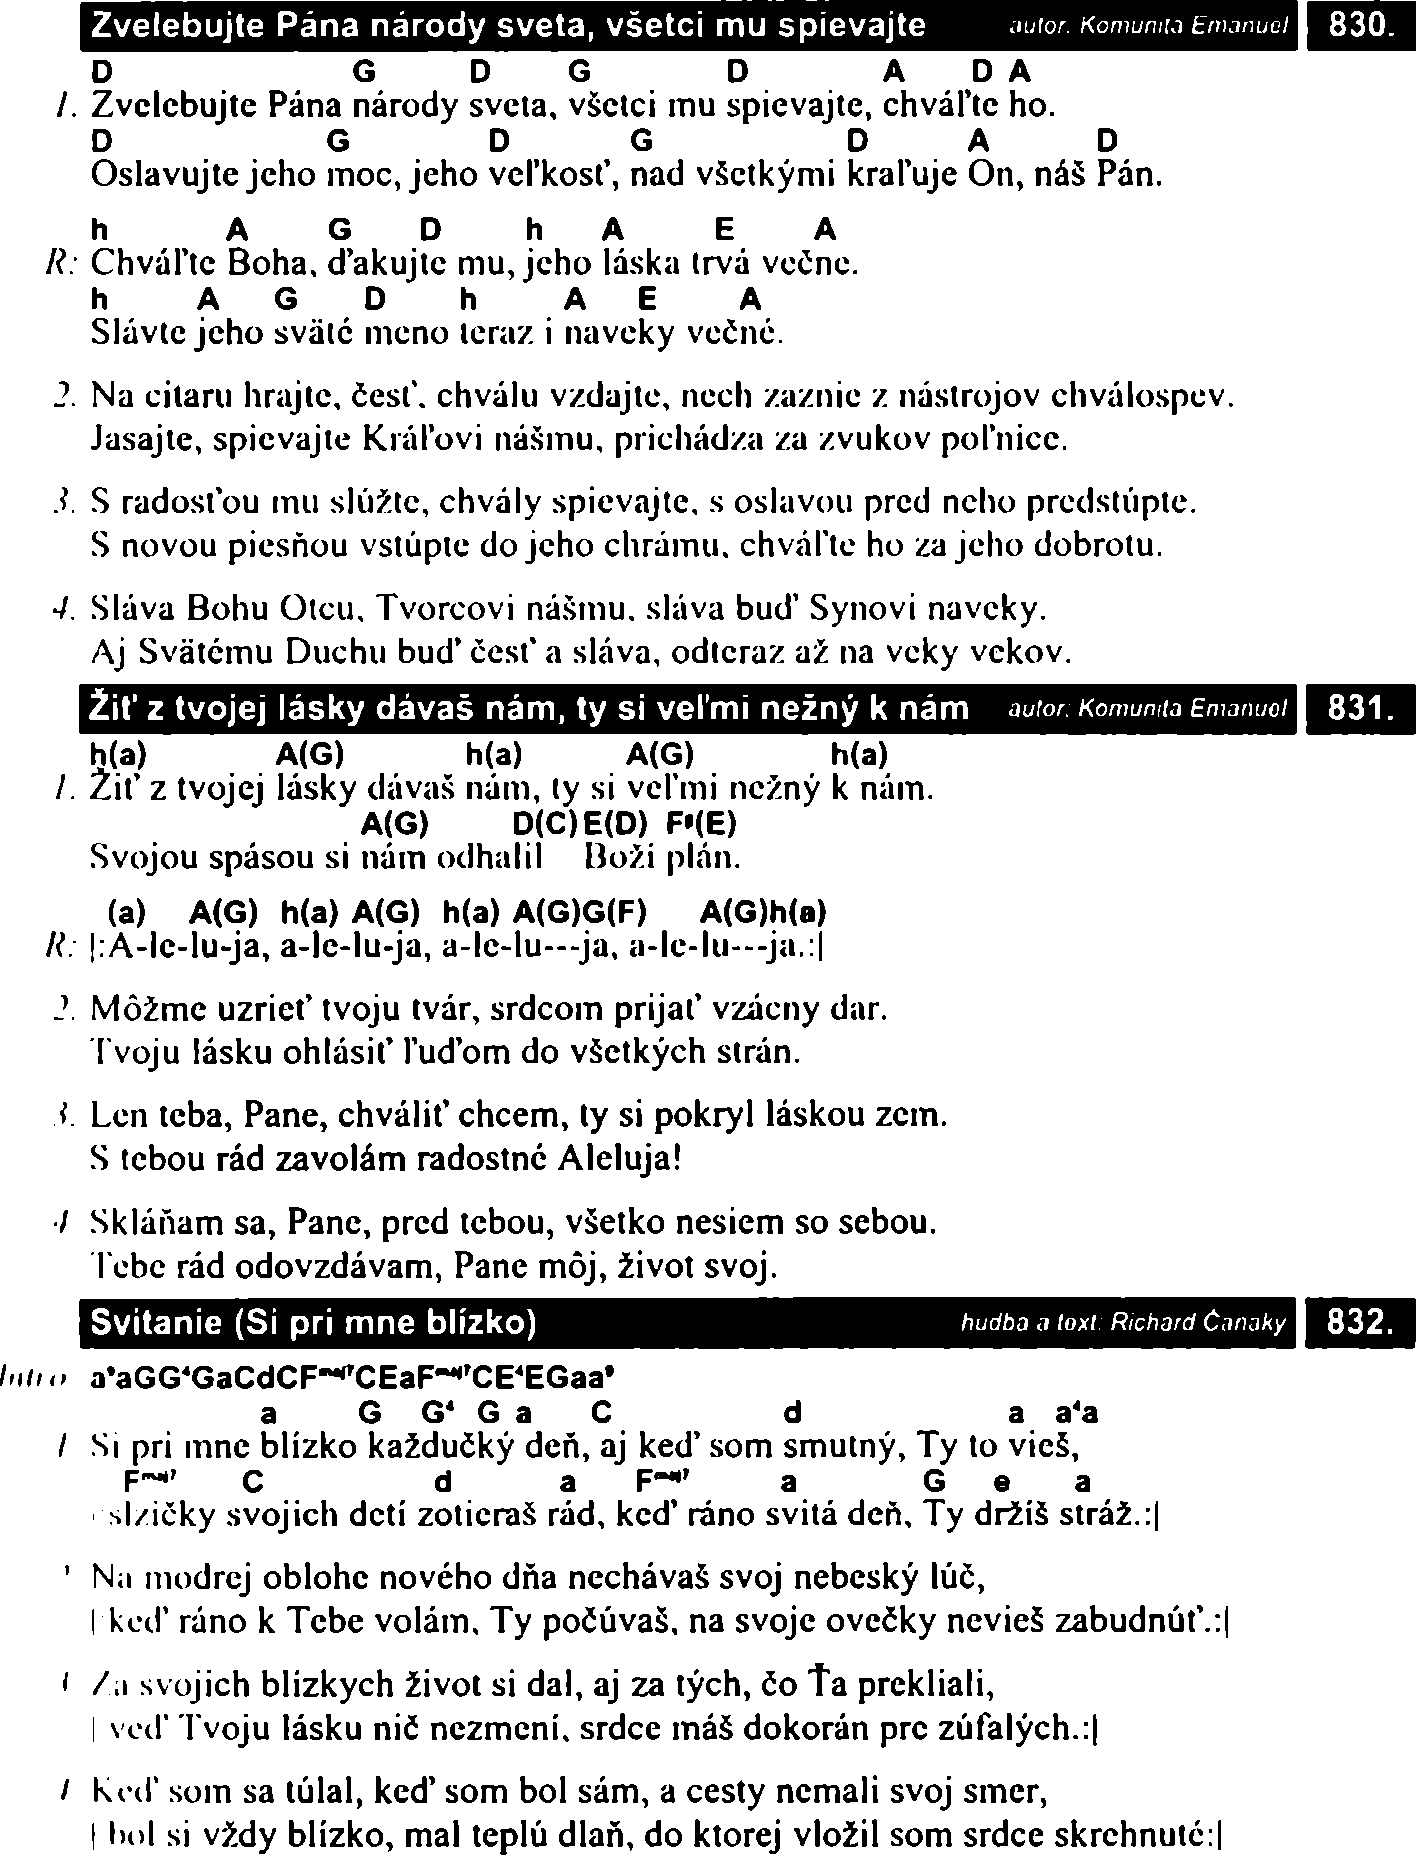 Zvelebujte Pána národy sveta, všetci mu spievajte autor: Komunita Emanuel 830.
D G D G D A D A
1. Zvelebujte Pána národy sveta, všetci mu spievajte, chváľte ho.
D G D G D A D
Oslavujte jeho moc, jeho veľkosť, nad všetkými kraľuje On, náš Pán.
h A G D h A E A
R: Chváľte Boha, ďakujte mu, jeho láska trvá večne.
h A G D h A E A
Slávte jeho sväté meno teraz i naveky večné.
2. Na citaru hrajte, česť, chválu vzdajte, nech zaznie z nástrojov chválospev.
Jasajte, spievajte Kráľovi nášmu, prichádza za zvukov poľnice.
3. S radosťou mu slúžte, chvály spievajte, s oslavou pred neho predstúpte.
S novou piesňou vstúpte do jeho chrámu, chváľte ho za jeho dobrotu.
4. Sláva Bohu Otcu, Tvorcovi nášmu, sláva buď Synovi naveky.
Aj Svätému Duchu buď česť a sláva, odteraz až na veky vekov.
Žiť z tvojej lásky dávaš nám, ty si veľmi nežný k nám autor: Komunita Emanuel 831.
h(a) A(G) h(a) A(G) h(a)
1. Žiť z tvojej lásky dávaš nám, ty si veľmi nežný k nám.
A(G) D(C) E(D) F#(E)
Svojou spásou si nám odhalil Boží plán.
(a) A(G) h(a) A(G) h(a) A(G)G(F) A(G)h(a)
R: |:A-le-lu-ja, a-le-lu-ja, a-le-lu---ja, a-le-lu---ja.:|
2. Môžme uzrieť tvoju tvár, srdcom prijať vzácny dar.
Tvoju lásku ohlásiť ľuďom do všetkých strán.
3. Len teba, Pane, chváliť chcem, ty si pokryl láskou zem.
S tebou rád zavolám radostné Aleluja!
4 Skláňam sa, Pane, pred tebou, všetko nesiem so sebou.
Tebe rád odovzdávam, Pane môj, život svoj.
Svitanie (Si pri mne blízko) hudba a text: Richard Čanaky 832.
Intro
a G G⁴ G a C d a a⁴a
1 Si pri mne blízko každučký deň, aj keď som smutný, Ty to vieš,
Fmaj7 C d a Fmaj7 a G e a
slzičky svojich detí zotieraš rád, keď ráno svitá deň, Ty držíš stráž.:|
Na modrej oblohe nového dňa nechávaš svoj nebeský lúč,
| keď ráno k Tebe volám, Ty počúvaš, na svoje ovečky nevieš zabudnúť.:|
Za svojich blízkych život si dal, aj za tých, čo Ťa prekliali,
| veď Tvoju lásku nič nezmení, srdce máš dokorán pre zúfalých.:|
Keď som sa túlal, keď som bol sám, a cesty nemali svoj smer,
| bol si vždy blízko, mal teplú dlaň, do ktorej vložil som srdce skrehnuté:|